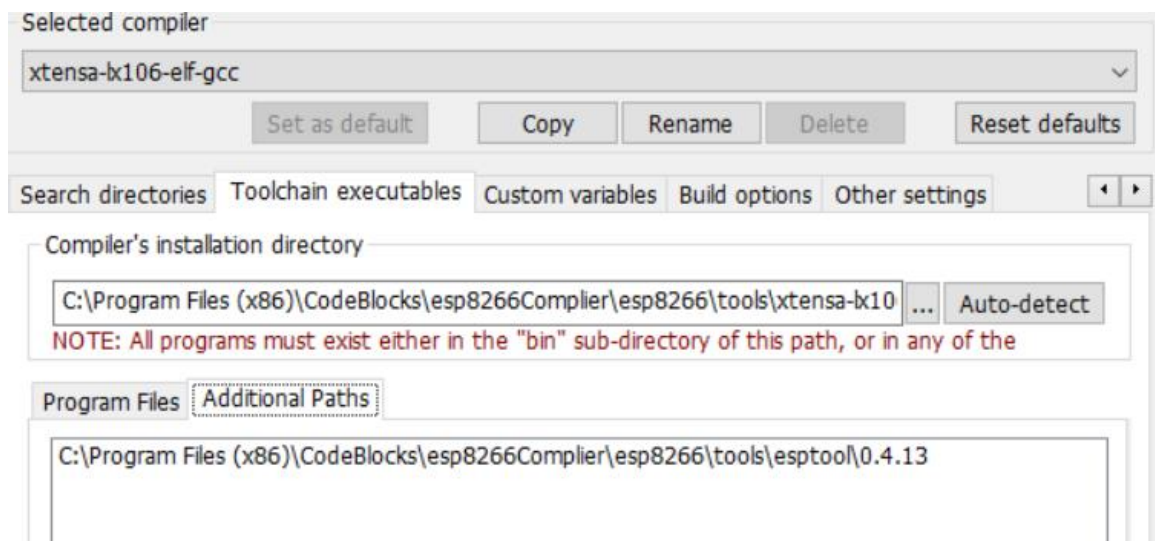 Selected compiler
xtensa-lx106-elf-gcc
Set as default Copy Rename Delete Reset defaults
Search directories Toolchain executables Custom variables Build options Other settings
Compiler's installation directory
C:\Program Files (x86)\CodeBlocks\esp8266Complier\esp8266\tools\xtensa-lx10 ... Auto-detect
NOTE: All programs must exist either in the "bin" sub-directory of this path, or in any of the
Program Files Additional Paths
C:\Program Files (x86)\CodeBlocks\esp8266Complier\esp8266\tools\esptool\0.4.13